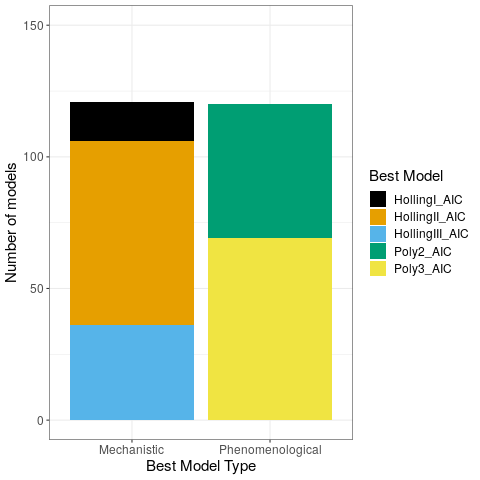 150
100
50
0
Number of models
Mechanistic
Phenomenological
Best Model Type
Best Model
HollingI_AIC
HollingII_AIC
HollingIII_AIC
Poly2_AIC
Poly3_AIC